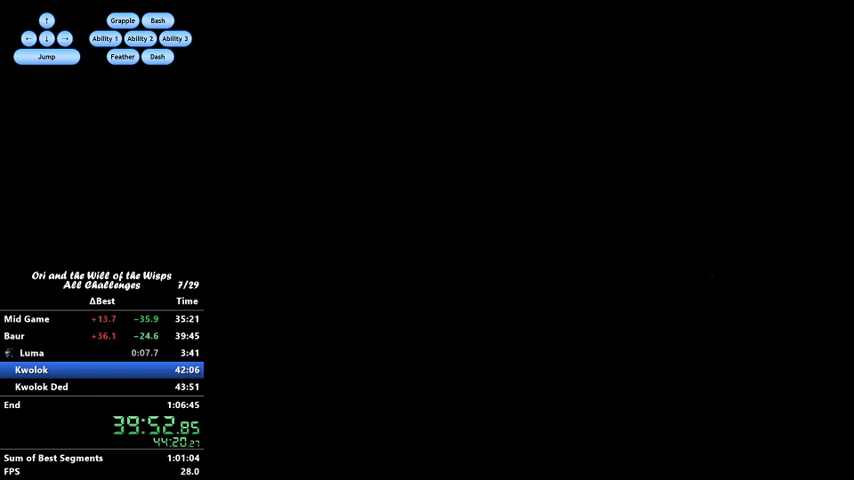 ↑
Grapple Bash
← ↓ →
Ability 1 Ability 2 Ability 3
Jump
Feather Dash
Ori and the Will of the Wisps
All Challenges 7/29
ΔBest Time
Mid Game +13.7 −35.9 35:21
Baur +36.1 −24.6 39:45
Luma 0:07.7 3:41
Kwolok 42:06
Kwolok Ded 43:51
End 1:06:45
39:52.85
44:20.27
Sum of Best Segments 1:01:04
FPS 28.0